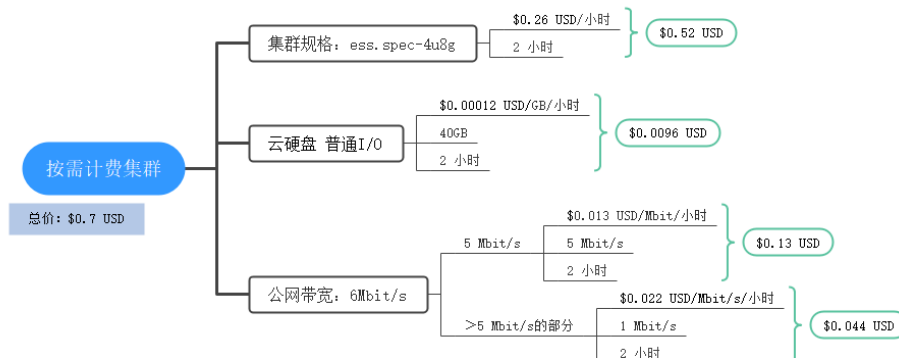 按需计费集群
总价：$0.7 USD
集群规格：ess.spec-4u8g
$0.26 USD/小时
2 小时
$0.52 USD
云硬盘 普通I/O
$0.00012 USD/GB/小时
40GB
2 小时
$0.0096 USD
公网带宽：6Mbit/s
5 Mbit/s
$0.013 USD/Mbit/小时
5 Mbit/s
2 小时
$0.13 USD
>5 Mbit/s的部分
$0.022 USD/Mbit/s/小时
1 Mbit/s
2 小时
$0.044 USD